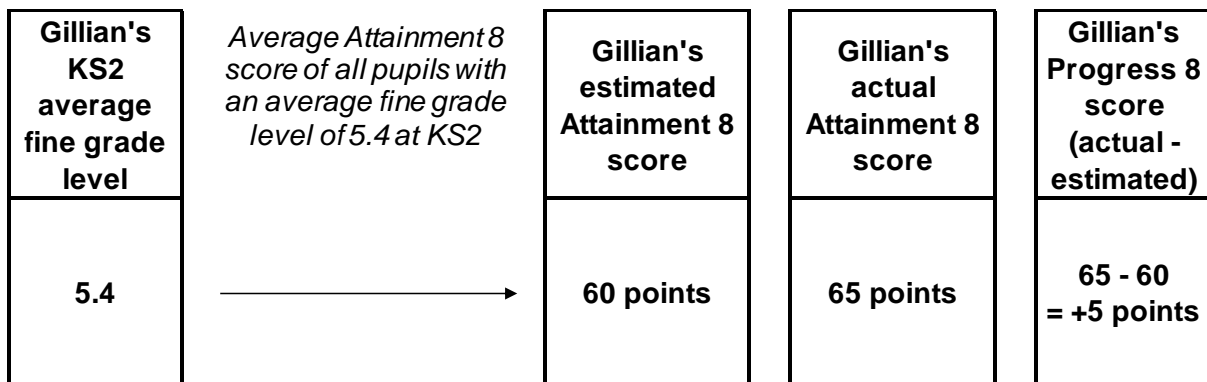 Gillian's
KS2
average
fine grade
level
Average Attainment 8
score of all pupils with
an average fine grade
level of 5.4 at KS2
Gillian's
estimated
Attainment 8
score
Gillian's
actual
Attainment 8
score
Gillian's
Progress 8
score
(actual -
estimated)
5.4
60 points
65 points
65 - 60
= +5 points